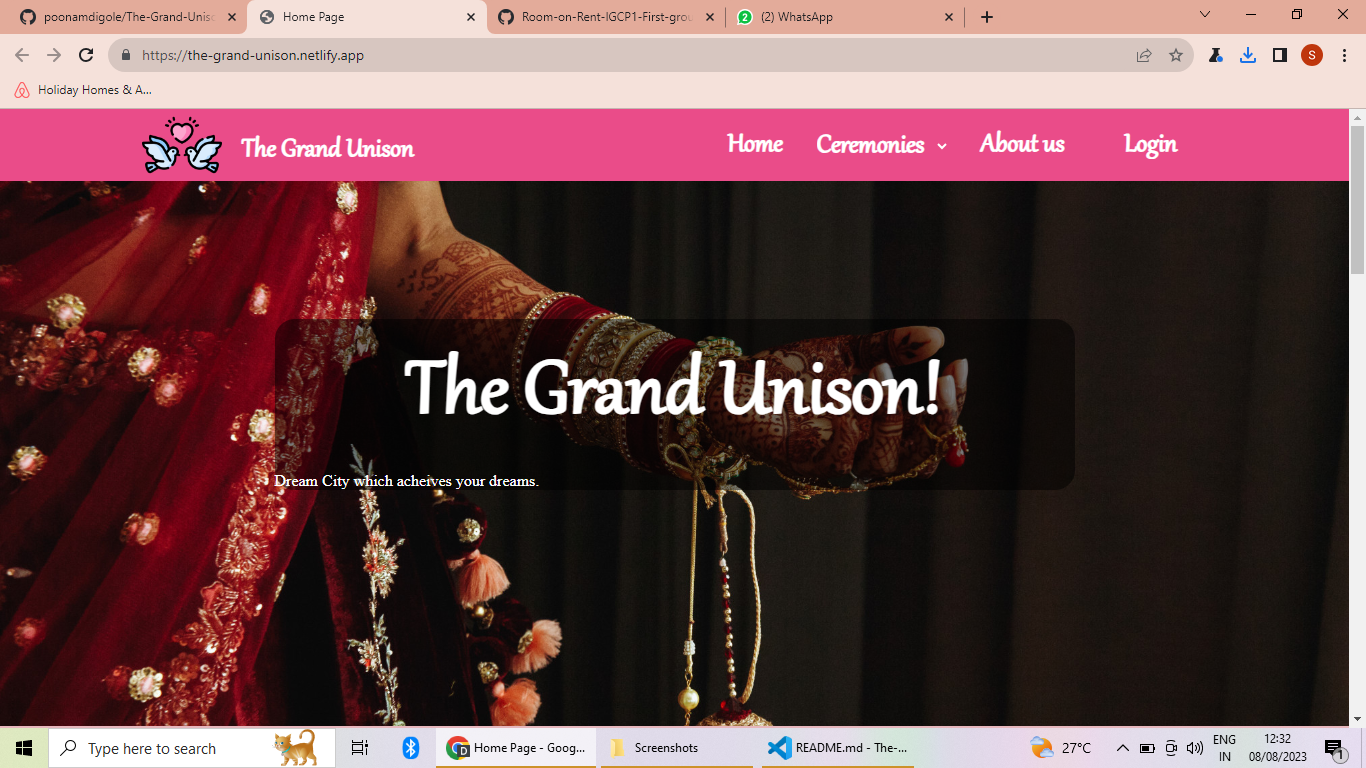 poonamdigole/The-Grand-Uniso
Home Page
Room-on-Rent-IGCP1-First-grou
(2) WhatsApp
https://the-grand-unison.netlify.app
S
Holiday Homes & A...
The Grand Unison
Home
Ceremonies
About us
Login
The Grand Unison!
Dream City which acheives your dreams.
Type here to search
Home Page - Goog...
Screenshots
README.md - The-...
27°C
ENG
IN
12:32
08/08/2023
1